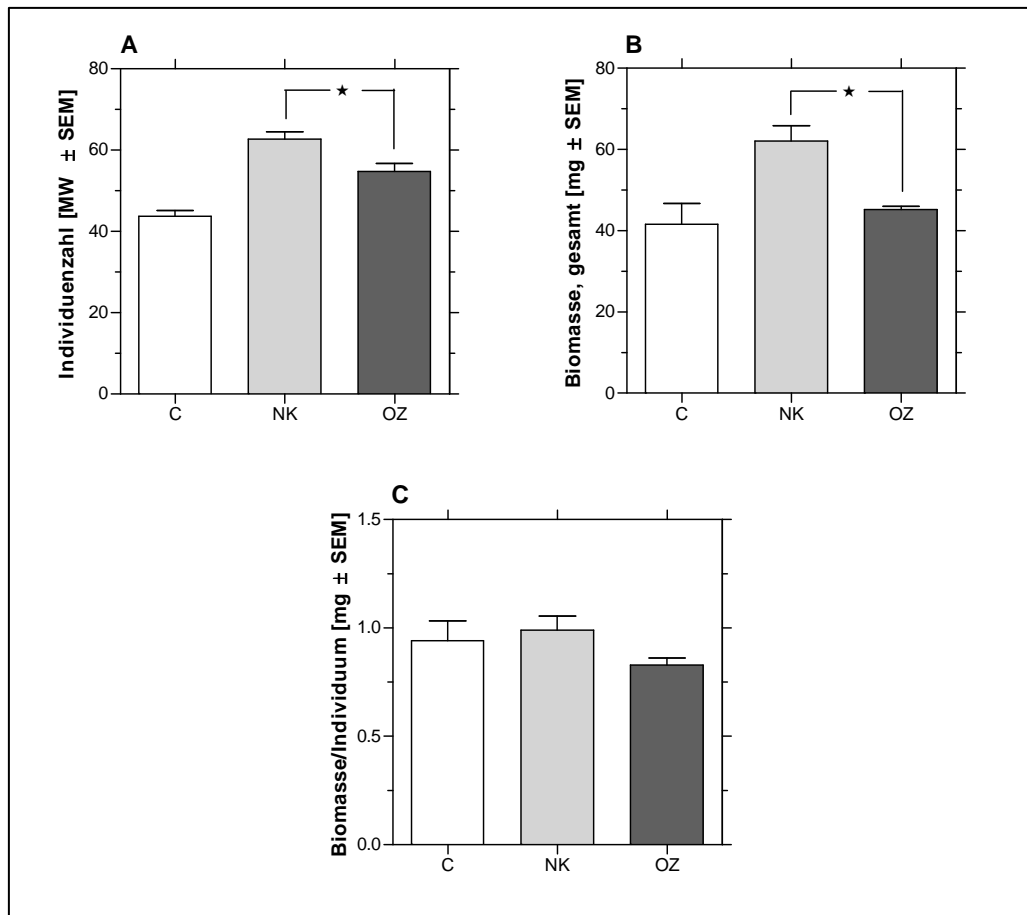 A
Individuenzahl [MW ± SEM]
80
60
40
20
0
★
C NK OZ
B
Biomasse, gesamt [mg ± SEM]
80
60
40
20
0
★
C NK OZ
C
Biomasse/Individuum [mg ± SEM]
1.5
1.0
0.5
0.0
C NK OZ